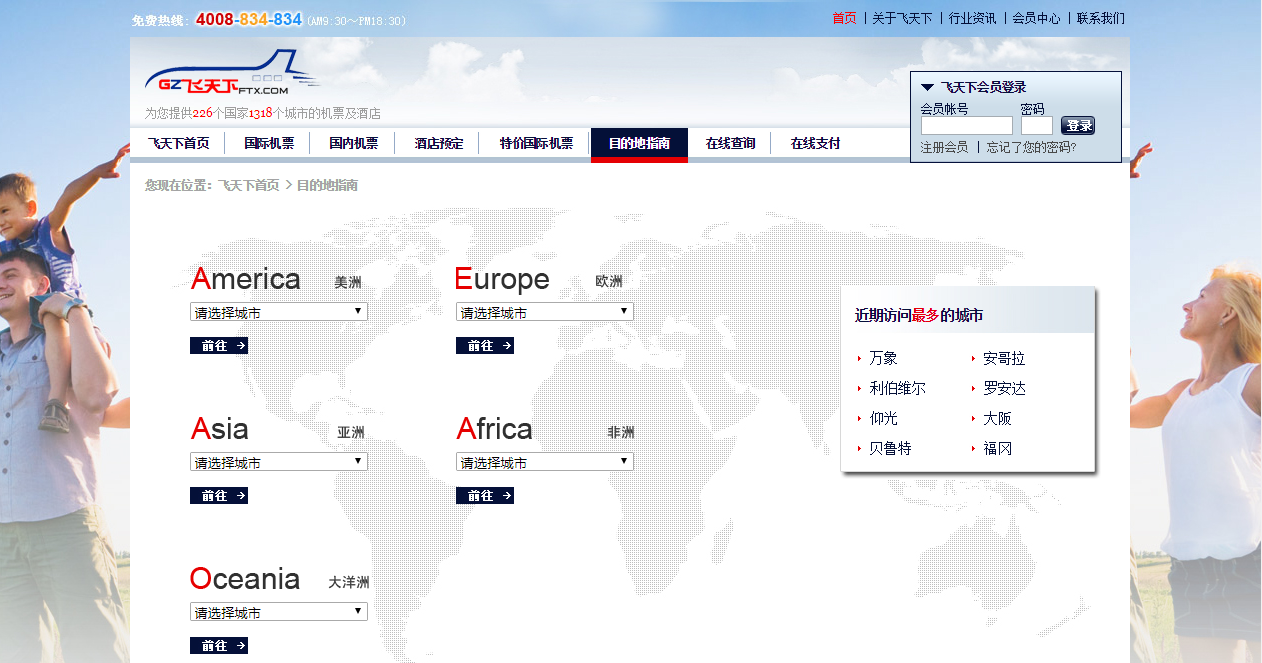 免费热线: 4008-834-834 (AM9:30～PM18:30)
首页 | 关于飞天下 | 行业资讯 | 会员中心 | 联系我们
GZ飞天下FTX.COM
为您提供226个国家1318个城市的机票及酒店
飞天下会员登录
会员帐号 密码
登录
注册会员 | 忘记了您的密码?
飞天下首页 国际机票 国内机票 酒店预定 特价国际机票 目的地指南 在线查询 在线支付
您现在位置: 飞天下首页 > 目的地指南
America 美洲
请选择城市
前往 →
Europe 欧洲
请选择城市
前往 →
Asia 亚洲
请选择城市
前往 →
Africa 非洲
请选择城市
前往 →
Oceania 大洋洲
请选择城市
前往 →
近期访问最多的城市
万象 安哥拉
利伯维尔 罗安达
仰光 大阪
贝鲁特 福冈